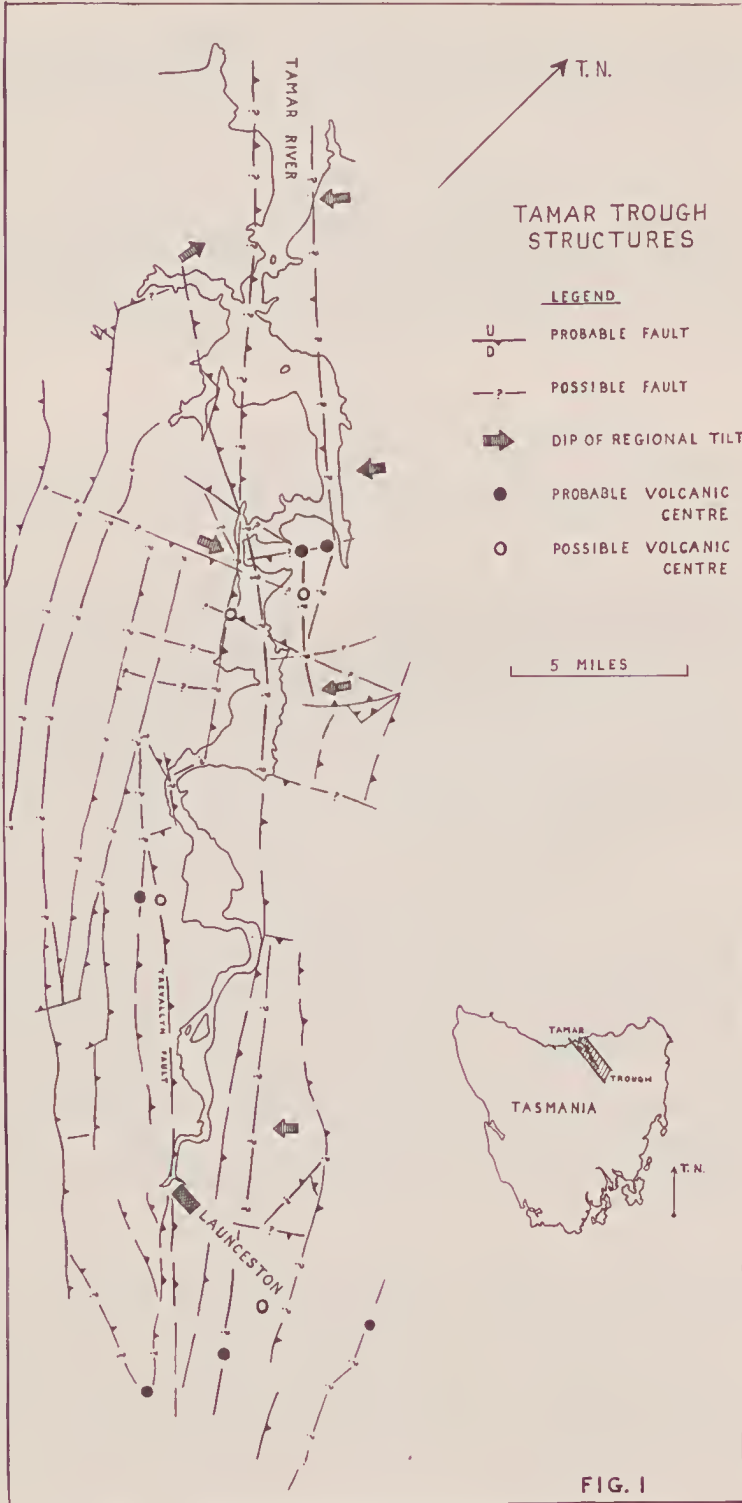 T.N.
TAMAR RIVER
TAMAR TROUGH
STRUCTURES
LEGEND
U
D
PROBABLE FAULT
—?— POSSIBLE FAULT
DIP OF REGIONAL TILT
PROBABLE VOLCANIC
CENTRE
POSSIBLE VOLCANIC
CENTRE
5 MILES
TREVALLYN FAULT
LAUNCESTON
TAMAR
TROUGH
TASMANIA
T.N.
FIG. 1